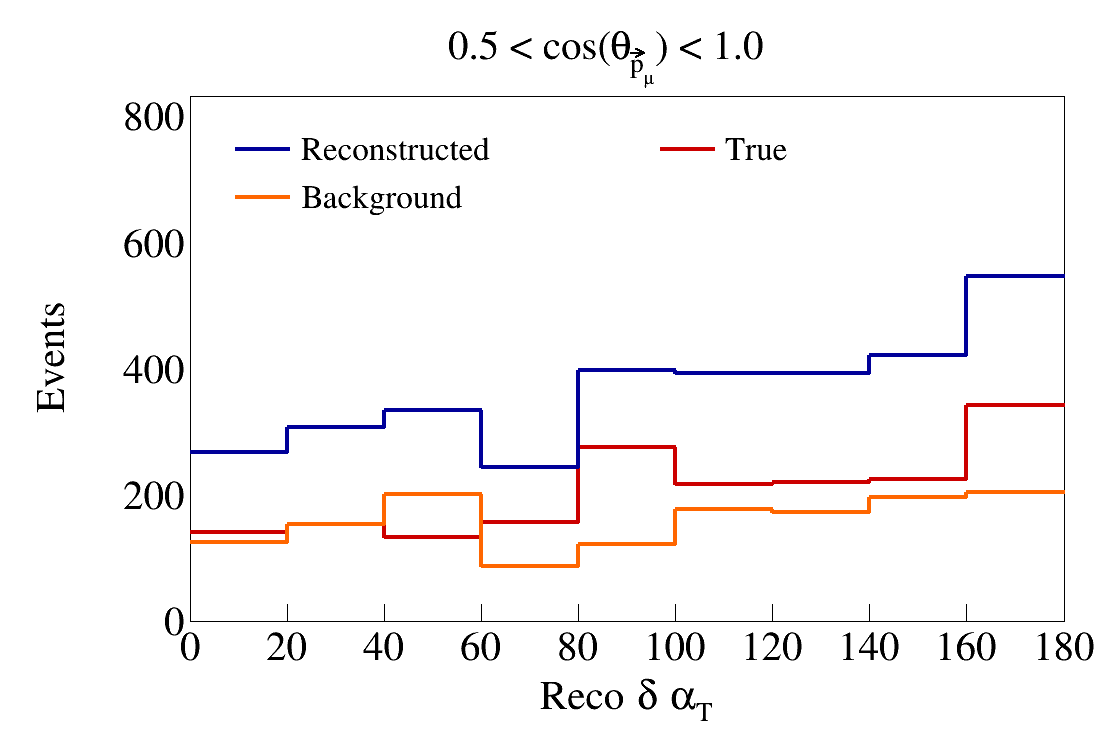 0.5 < cos(θ_{\vec{p}_μ}) < 1.0
800
Reconstructed
True
Background
600
400
200
0
Events
0 20 40 60 80 100 120 140 160 180
Reco δ α_T